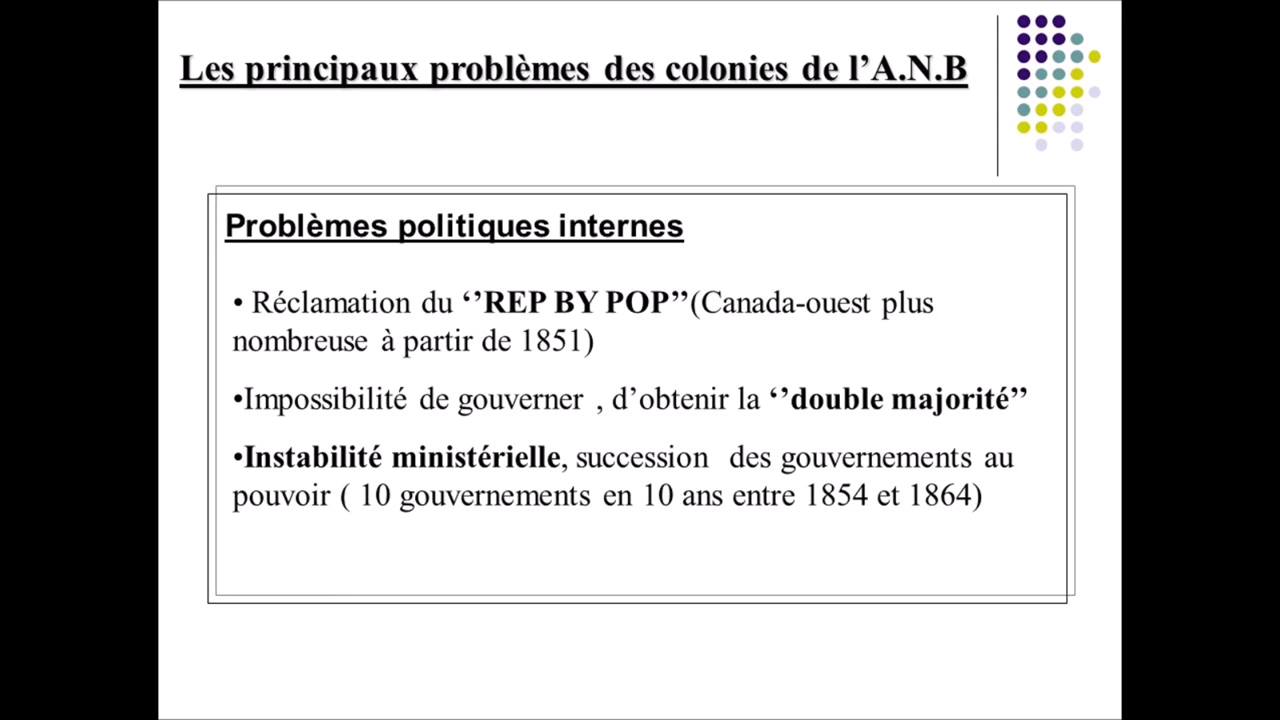 Les principaux problèmes des colonies de l’A.N.B
Problèmes politiques internes
• Réclamation du ‘’REP BY POP’’(Canada-ouest plus
nombreuse à partir de 1851)
•Impossibilité de gouverner , d’obtenir la ‘’double majorité’’
•Instabilité ministérielle, succession des gouvernements au
pouvoir ( 10 gouvernements en 10 ans entre 1854 et 1864)